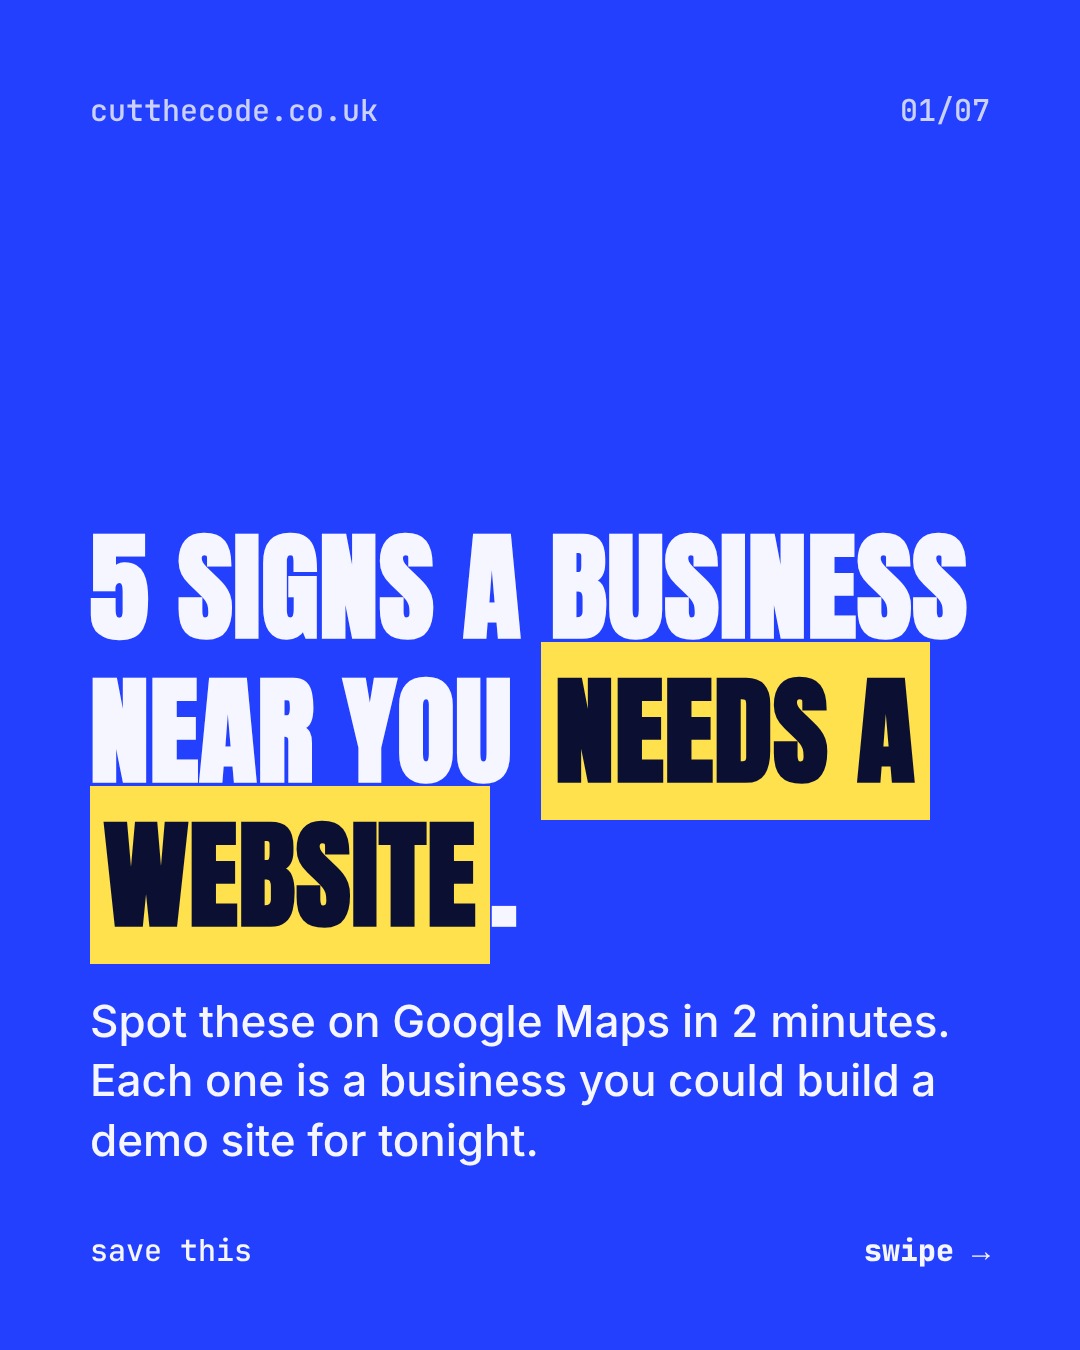 cutthecode.co.uk 01/07
5 SIGNS A BUSINESS
NEAR YOU NEEDS A
WEBSITE.
Spot these on Google Maps in 2 minutes.
Each one is a business you could build a
demo site for tonight.
save this swipe →